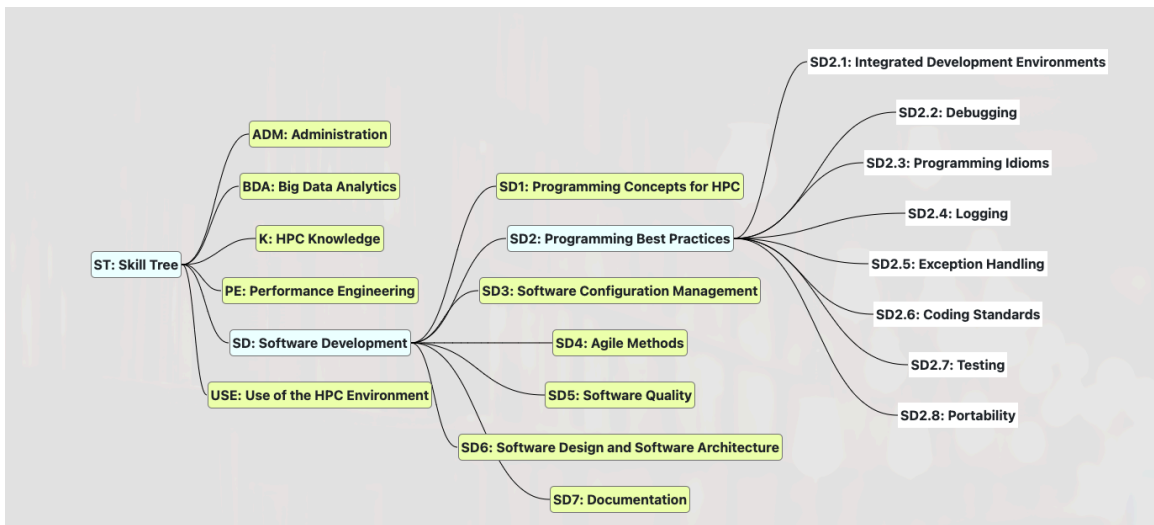 ST: Skill Tree
ADM: Administration
BDA: Big Data Analytics
K: HPC Knowledge
PE: Performance Engineering
SD: Software Development
USE: Use of the HPC Environment
SD1: Programming Concepts for HPC
SD2: Programming Best Practices
SD3: Software Configuration Management
SD4: Agile Methods
SD5: Software Quality
SD6: Software Design and Software Architecture
SD7: Documentation
SD2.1: Integrated Development Environments
SD2.2: Debugging
SD2.3: Programming Idioms
SD2.4: Logging
SD2.5: Exception Handling
SD2.6: Coding Standards
SD2.7: Testing
SD2.8: Portability